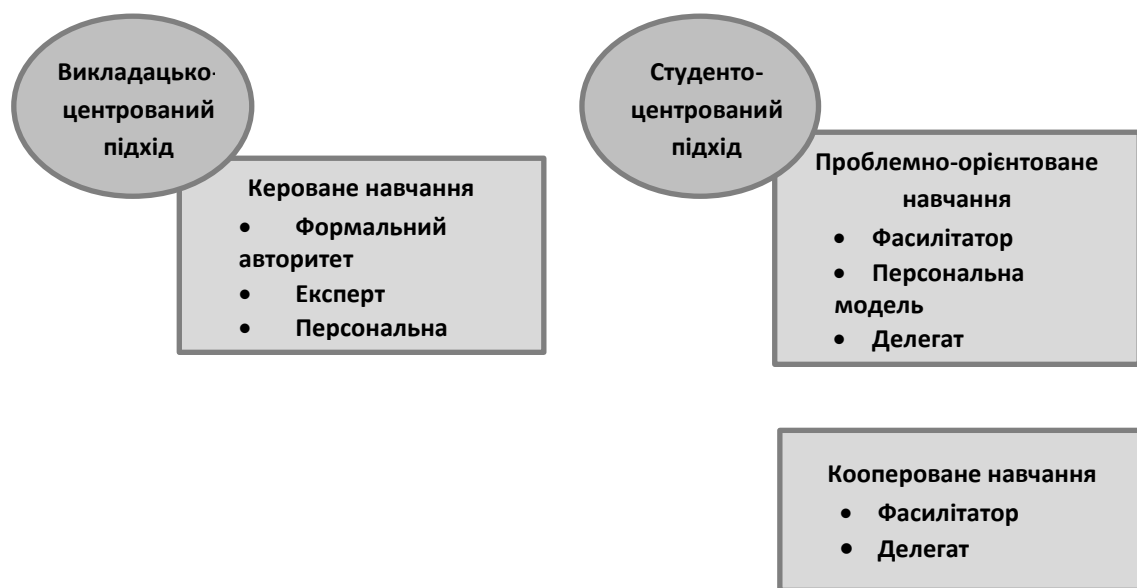 Викладацько-
центрований
підхід
Кероване навчання
• Формальний
авторитет
• Експерт
• Персональна
Студенто-
центрований
підхід
Проблемно-орієнтоване
навчання
• Фасилітатор
• Персональна
модель
• Делегат
Коопероване навчання
• Фасилітатор
• Делегат